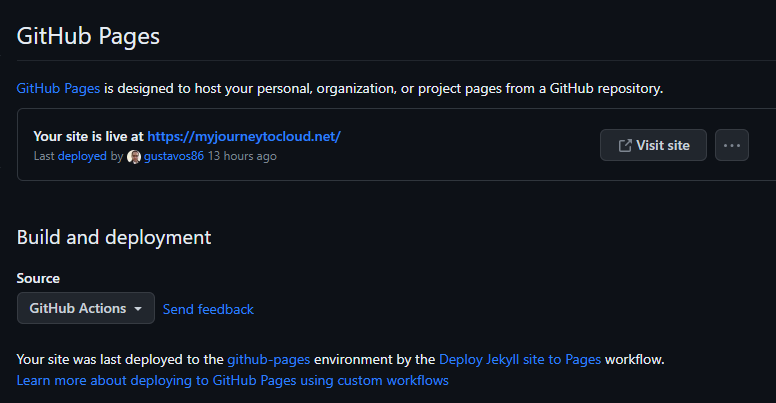 GitHub Pages
GitHub Pages is designed to host your personal, organization, or project pages from a GitHub repository.
Your site is live at https://myjourneytocloud.net/
Last deployed by gustavos86 13 hours ago
Visit site
Build and deployment
Source
GitHub Actions
Send feedback
Your site was last deployed to the github-pages environment by the Deploy Jekyll site to Pages workflow.
Learn more about deploying to GitHub Pages using custom workflows